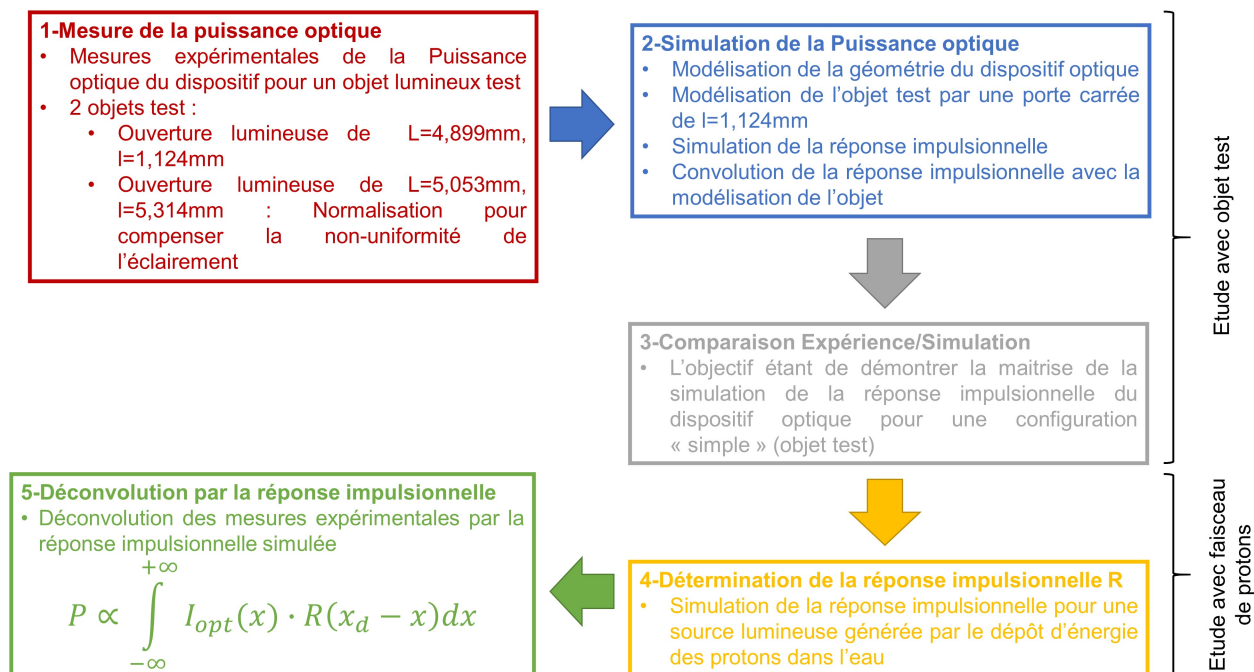 1-Mesure de la puissance optique
• Mesures expérimentales de la Puissance
optique du dispositif pour un objet lumineux test
• 2 objets test :
• Ouverture lumineuse de L=4,899mm,
l=1,124mm
• Ouverture lumineuse de L=5,053mm,
l=5,314mm : Normalisation pour
compenser la non-uniformité de
l’éclairement
2-Simulation de la Puissance optique
• Modélisation de la géométrie du dispositif optique
• Modélisation de l’objet test par une porte carrée
de l=1,124mm
• Simulation de la réponse impulsionnelle
• Convolution de la réponse impulsionnelle avec la
modélisation de l’objet
Etude avec objet test
3-Comparaison Expérience/Simulation
• L’objectif étant de démontrer la maitrise de la
simulation de la réponse impulsionnelle du
dispositif optique pour une configuration
« simple » (objet test)
4-Détermination de la réponse impulsionnelle R
• Simulation de la réponse impulsionnelle pour une
source lumineuse générée par le dépôt d’énergie
des protons dans l’eau
Etude avec faisceau
de protons
5-Déconvolution par la réponse impulsionnelle
• Déconvolution des mesures expérimentales par la
réponse impulsionnelle simulée
+∞
P ∝ ∫ I_opt(x) · R(x_d − x)dx
−∞